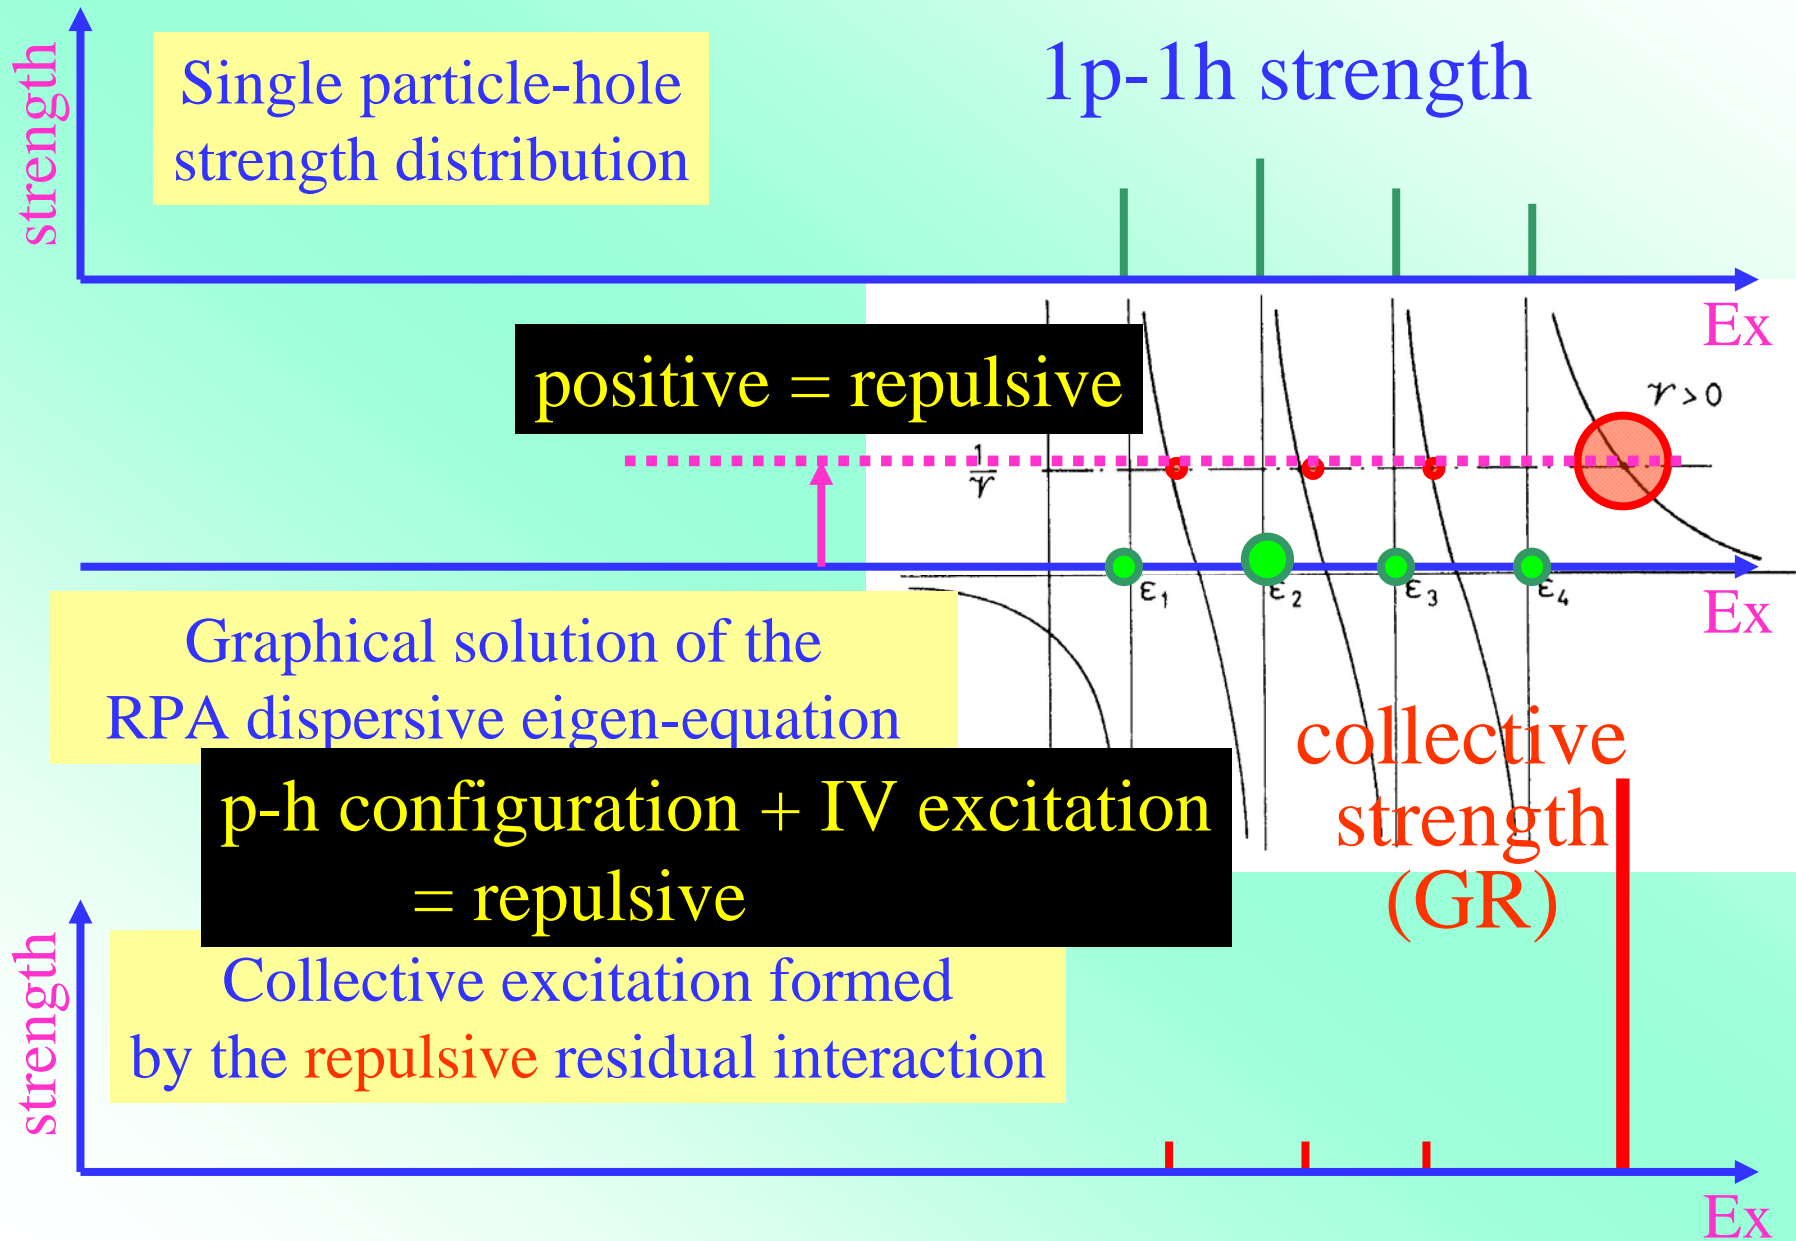 strength
Single particle-hole
strength distribution
1p-1h strength
Ex
positive = repulsive
γ>0
1
γ
ε1
ε2
ε3
ε4
Ex
Graphical solution of the
RPA dispersive eigen-equation
collective
strength
(GR)
p-h configuration + IV excitation
= repulsive
strength
Collective excitation formed
by the repulsive residual interaction
Ex